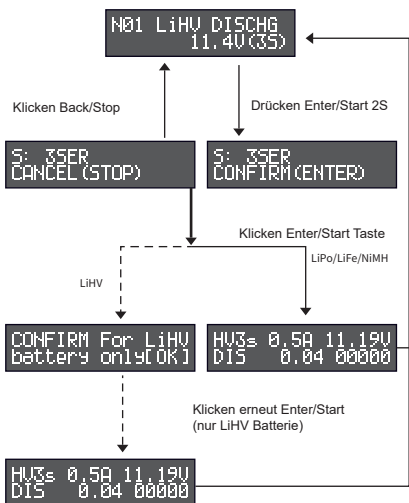 N01 LiHV DISCHG
11.4V(3S)
Klicken Back/Stop
Drücken Enter/Start 2S
S: 3SER
CANCEL(STOP)
S: 3SER
CONFIRM(ENTER)
Klicken Enter/Start Taste
LiPo/LiFe/NiMH
LiHV
CONFIRM For LiHV
battery only[OK]
HV3s 0.5A 11.19V
DIS 0.04 00000
Klicken erneut Enter/Start
(nur LiHV Batterie)
HV3s 0.5A 11.19V
DIS 0.04 00000